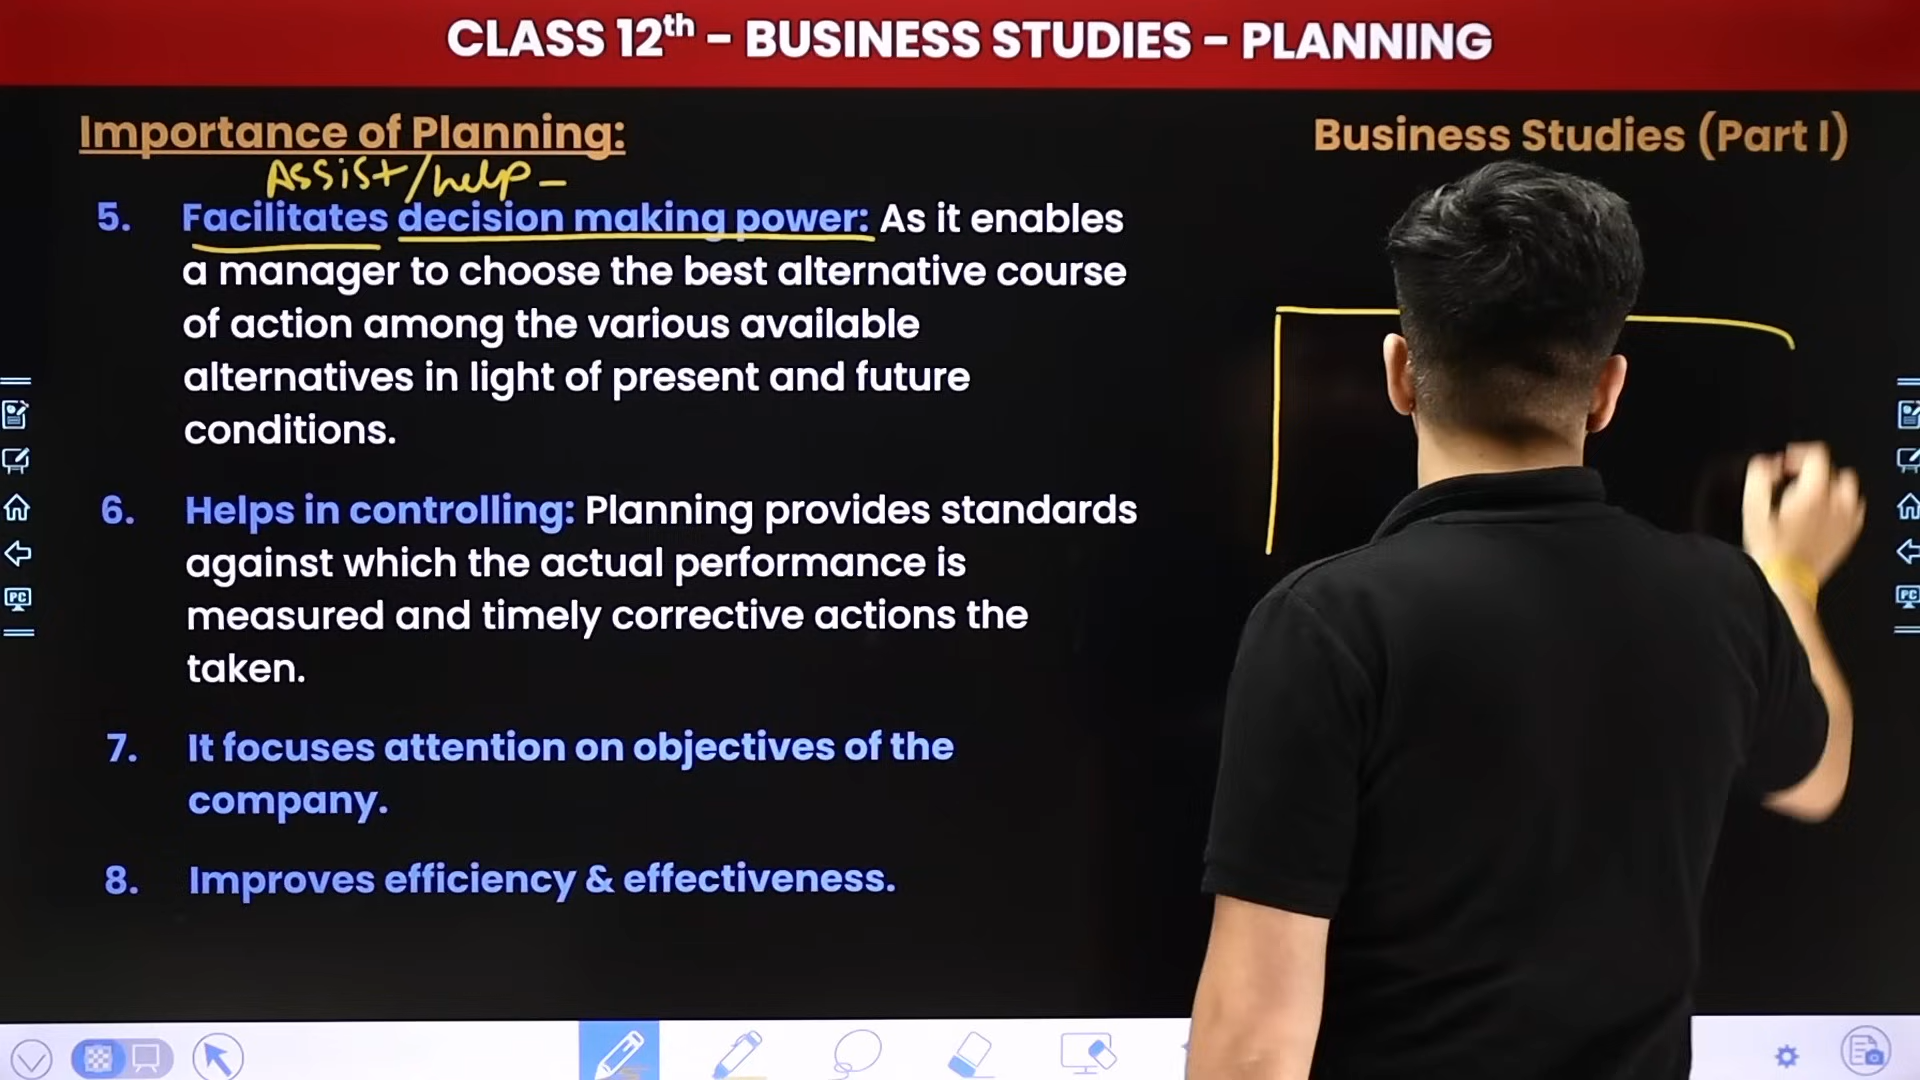 CLASS 12th - BUSINESS STUDIES - PLANNING
Importance of Planning:
Business Studies (Part I)
Assist/help -
5. Facilitates decision making power: As it enables
a manager to choose the best alternative course
of action among the various available
alternatives in light of present and future
conditions.
6. Helps in controlling: Planning provides standards
against which the actual performance is
measured and timely corrective actions the
taken.
7. It focuses attention on objectives of the
company.
8. Improves efficiency & effectiveness.
PC
PC